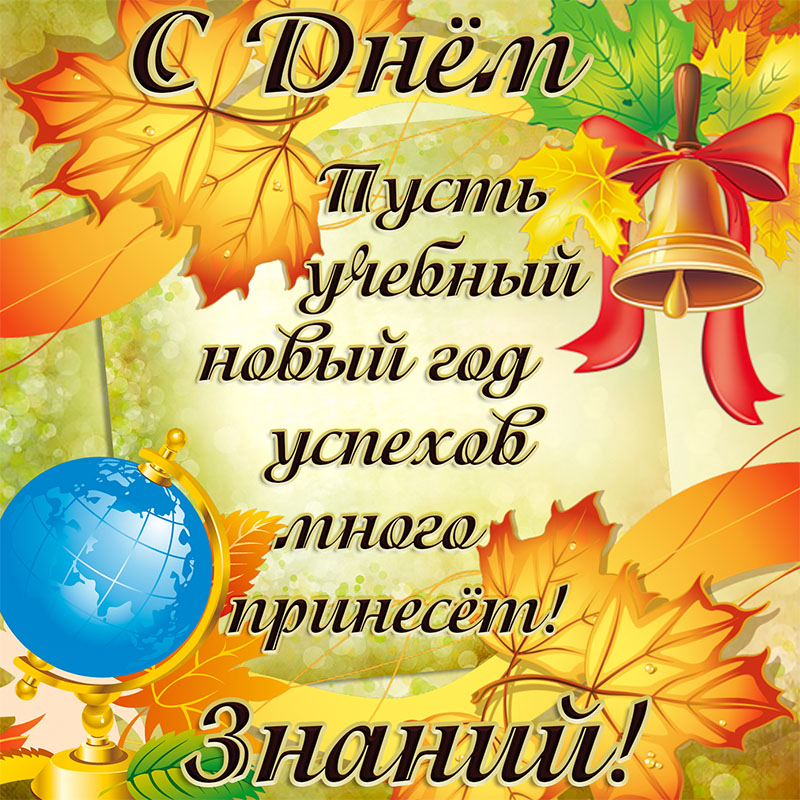 С Днём
Пусть
учебный
новый год
успехов
много
принесёт!
Знаний!